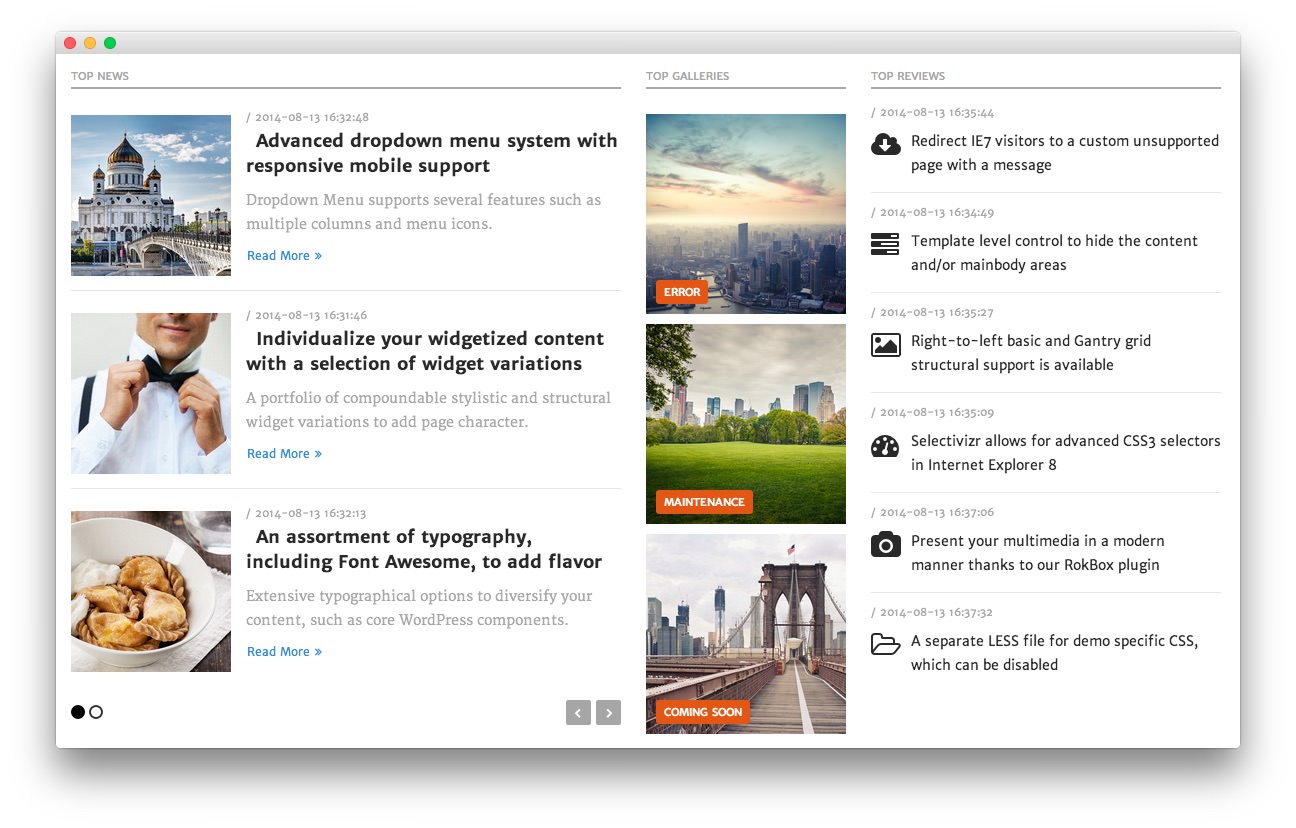 TOP NEWS
/ 2014-08-13 16:32:48
Advanced dropdown menu system with
responsive mobile support
Dropdown Menu supports several features such as
multiple columns and menu icons.
Read More »
/ 2014-08-13 16:31:46
Individualize your widgetized content
with a selection of widget variations
A portfolio of compoundable stylistic and structural
widget variations to add page character.
Read More »
/ 2014-08-13 16:32:13
An assortment of typography,
including Font Awesome, to add flavor
Extensive typographical options to diversify your
content, such as core WordPress components.
Read More »
TOP GALLERIES
ERROR
MAINTENANCE
COMING SOON
TOP REVIEWS
/ 2014-08-13 16:35:44
Redirect IE7 visitors to a custom unsupported
page with a message
/ 2014-08-13 16:34:49
Template level control to hide the content
and/or mainbody areas
/ 2014-08-13 16:35:27
Right-to-left basic and Gantry grid
structural support is available
/ 2014-08-13 16:35:09
Selectivizr allows for advanced CSS3 selectors
in Internet Explorer 8
/ 2014-08-13 16:37:06
Present your multimedia in a modern
manner thanks to our RokBox plugin
/ 2014-08-13 16:37:32
A separate LESS file for demo specific CSS,
which can be disabled